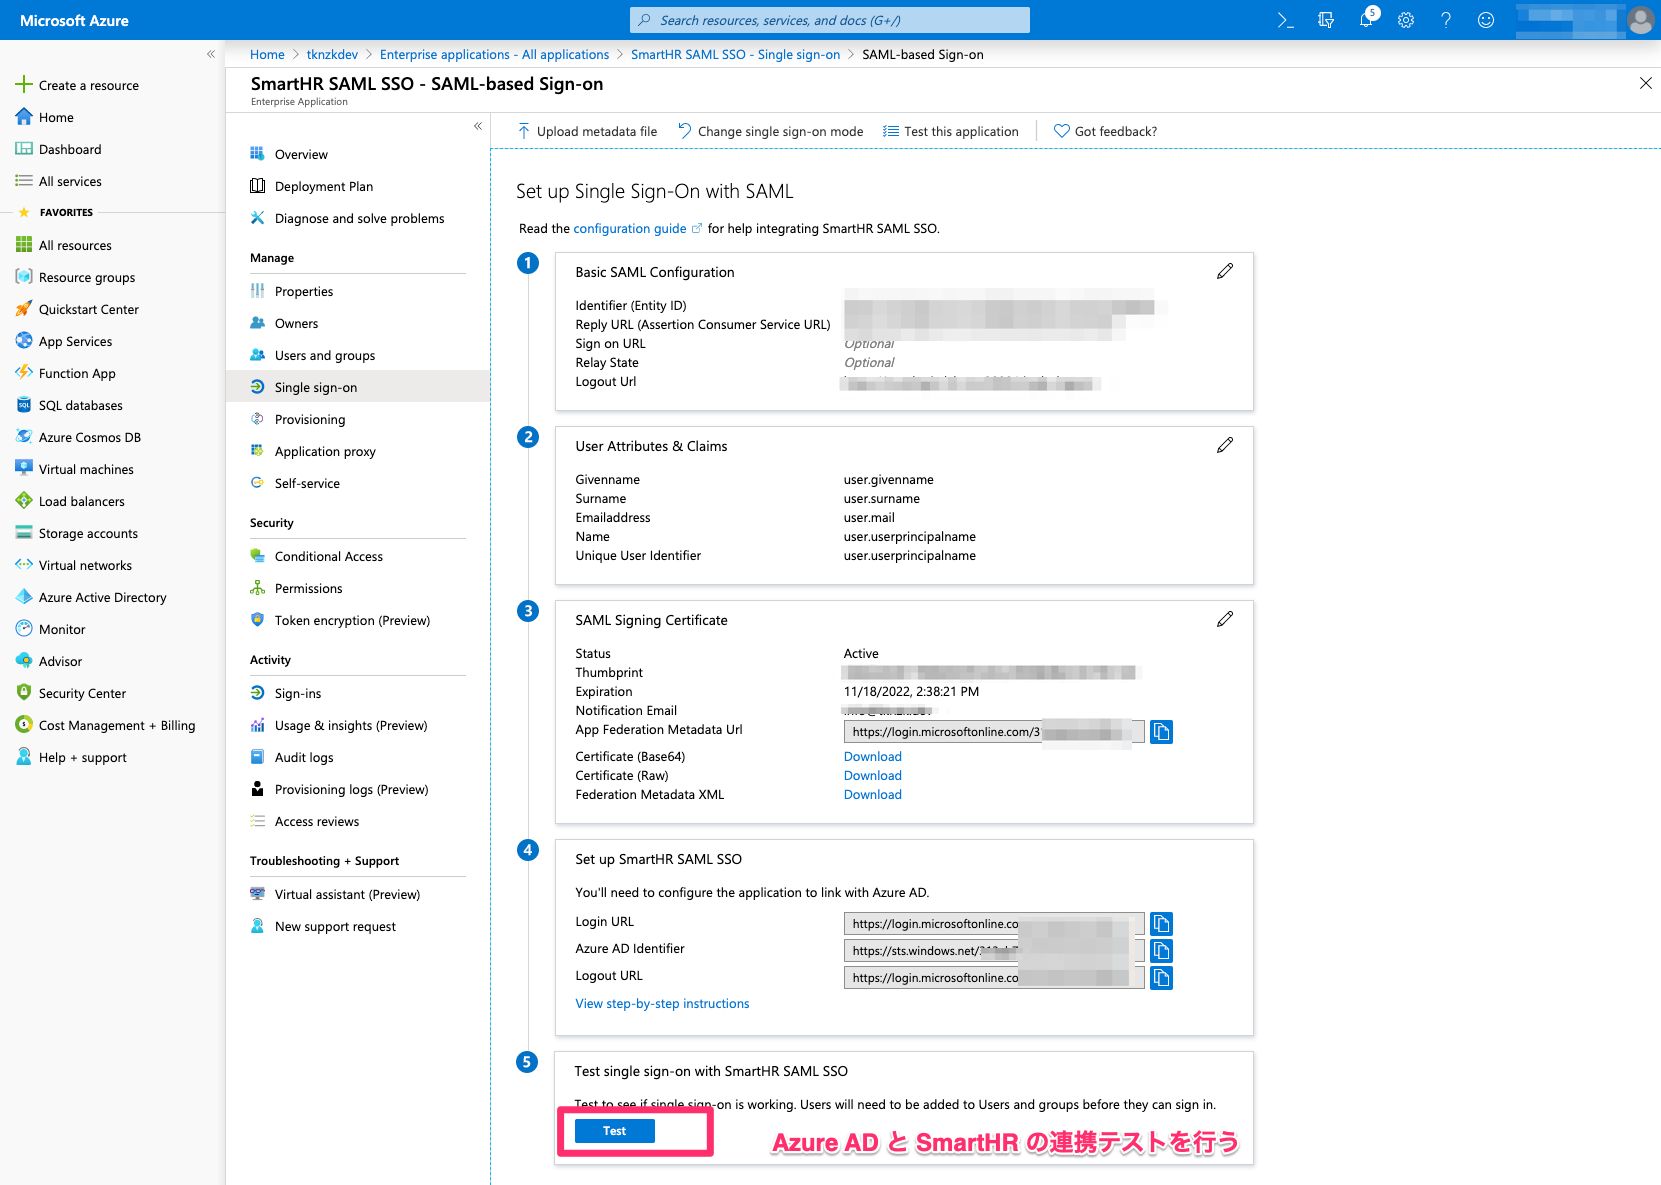 Microsoft Azure
Search resources, services, and docs (G+/)
5
Create a resource
Home
Dashboard
All services
FAVORITES
All resources
Resource groups
Quickstart Center
App Services
Function App
SQL databases
Azure Cosmos DB
Virtual machines
Load balancers
Storage accounts
Virtual networks
Azure Active Directory
Monitor
Advisor
Security Center
Cost Management + Billing
Help + support
Home > tknzkdev > Enterprise applications - All applications > SmartHR SAML SSO - Single sign-on > SAML-based Sign-on
SmartHR SAML SSO - SAML-based Sign-on
Enterprise Application
Overview
Deployment Plan
Diagnose and solve problems
Manage
Properties
Owners
Users and groups
Single sign-on
Provisioning
Application proxy
Self-service
Security
Conditional Access
Permissions
Token encryption (Preview)
Activity
Sign-ins
Usage & insights (Preview)
Audit logs
Provisioning logs (Preview)
Access reviews
Troubleshooting + Support
Virtual assistant (Preview)
New support request
Upload metadata file
Change single sign-on mode
Test this application
Got feedback?
Set up Single Sign-On with SAML
Read the configuration guide for help integrating SmartHR SAML SSO.
1
Basic SAML Configuration
Identifier (Entity ID)
Reply URL (Assertion Consumer Service URL)
Sign on URL Optional
Relay State Optional
Logout Url
2
User Attributes & Claims
Givenname user.givenname
Surname user.surname
Emailaddress user.mail
Name user.userprincipalname
Unique User Identifier user.userprincipalname
3
SAML Signing Certificate
Status Active
Thumbprint
Expiration 11/18/2022, 2:38:21 PM
Notification Email
App Federation Metadata Url https://login.microsoftonline.com/3
Certificate (Base64) Download
Certificate (Raw) Download
Federation Metadata XML Download
4
Set up SmartHR SAML SSO
You'll need to configure the application to link with Azure AD.
Login URL https://login.microsoftonline.co
Azure AD Identifier https://sts.windows.net/
Logout URL https://login.microsoftonline.co
View step-by-step instructions
5
Test single sign-on with SmartHR SAML SSO
Test to see if single sign-on is working. Users will need to be added to Users and groups before they can sign in.
Test
Azure AD と SmartHR の連携テストを行う